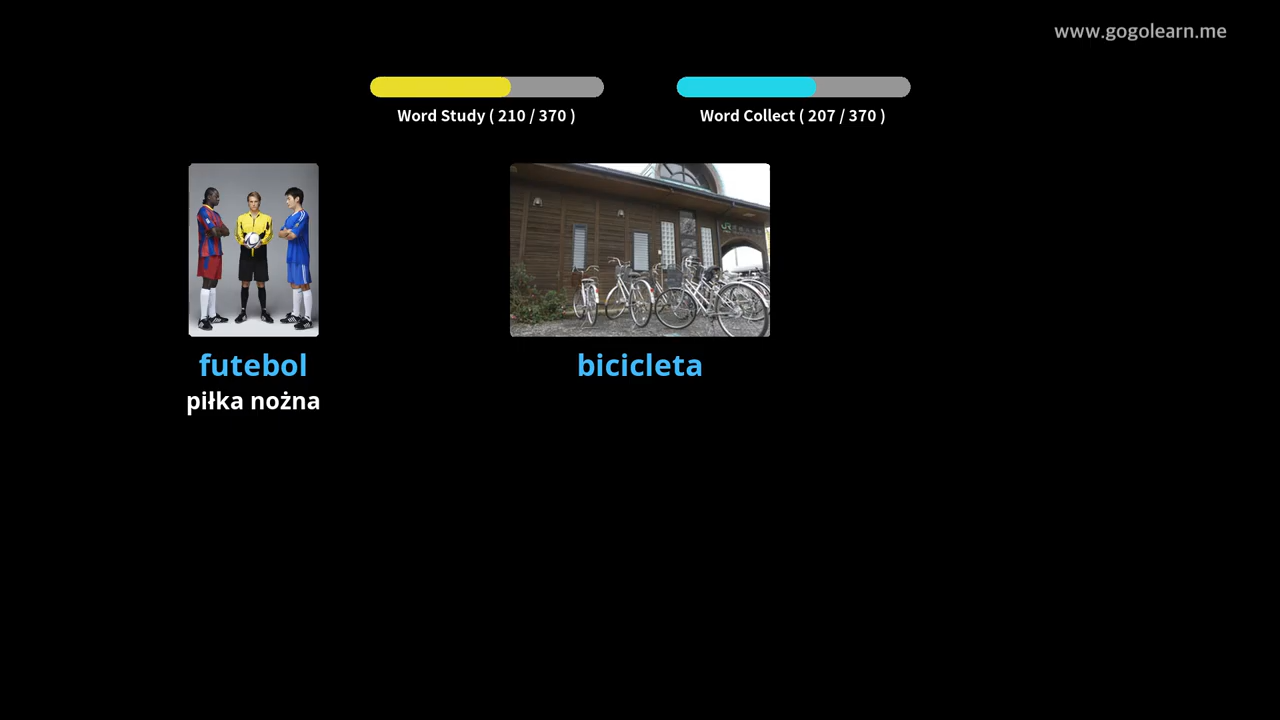 www.gogolearn.me
Word Study ( 210 / 370 )
Word Collect ( 207 / 370 )
futebol
piłka nożna
bicicleta